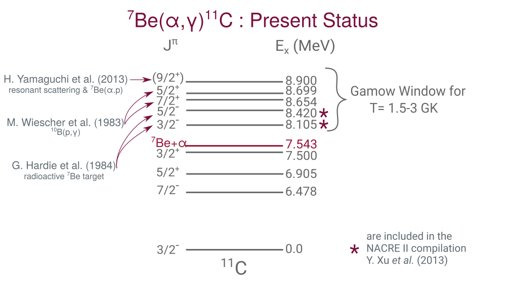 ⁷Be(α,γ)¹¹C : Present Status
Jᵖⁱ Eₓ (MeV)
H. Yamaguchi et al. (2013)
resonant scattering & ⁷Be(α.p)
M. Wiescher et al. (1983)
¹⁰B(p,γ)
G. Hardie et al. (1984)
radioactive ⁷Be target
(9/2⁺) 8.900
5/2⁺ 8.699
7/2⁺ 8.654
5/2⁻ 8.420 *
3/2⁻ 8.105 *
⁷Be+α 7.543
3/2⁺ 7.500
5/2⁺ 6.905
7/2⁻ 6.478
3/2⁻ 0.0
¹¹C
Gamow Window for
T= 1.5-3 GK
are included in the
* NACRE II compilation
Y. Xu et al. (2013)